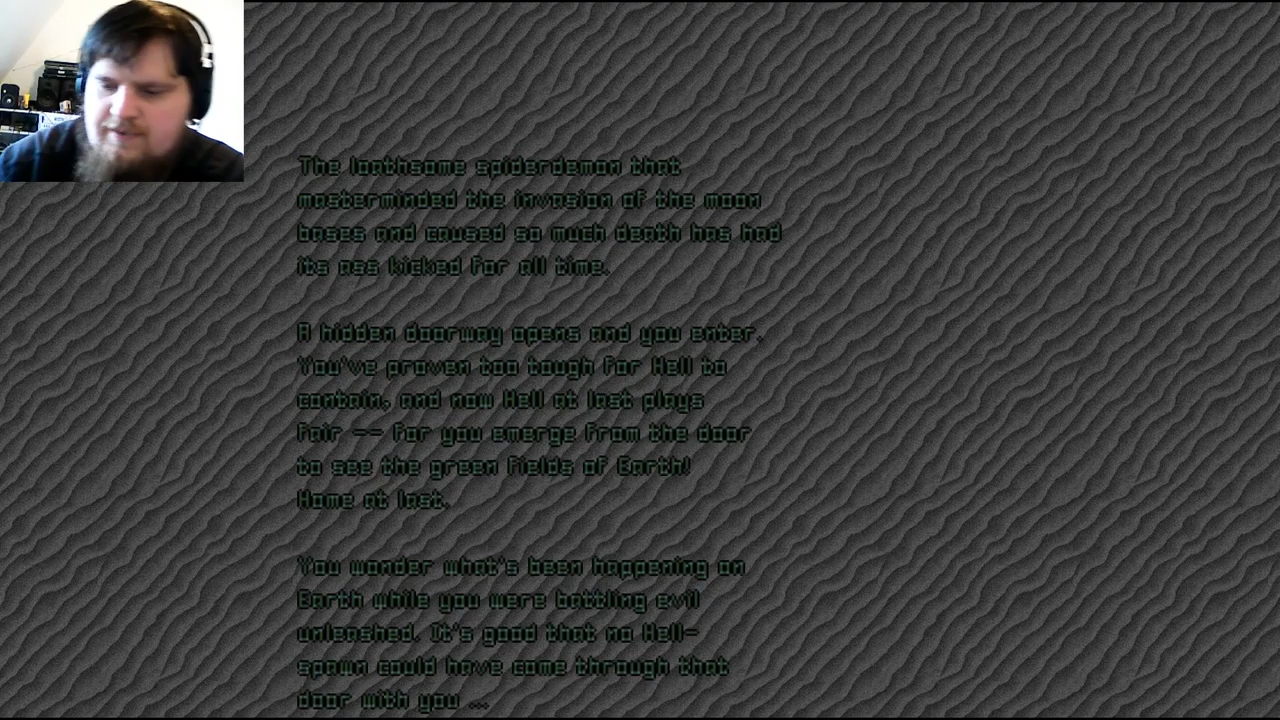 The loathsome spiderdemon that
masterminded the invasion of the moon
bases and caused so much death has had
its ass kicked for all time.
A hidden doorway opens and you enter.
You've proven too tough for Hell to
contain, and now Hell at last plays
fair -- for you emerge from the door
to see the green fields of Earth!
Home at last.
You wonder what's been happening on
Earth while you were battling evil
unleashed. It's good that no Hell-
spawn could have come through that
door with you ...